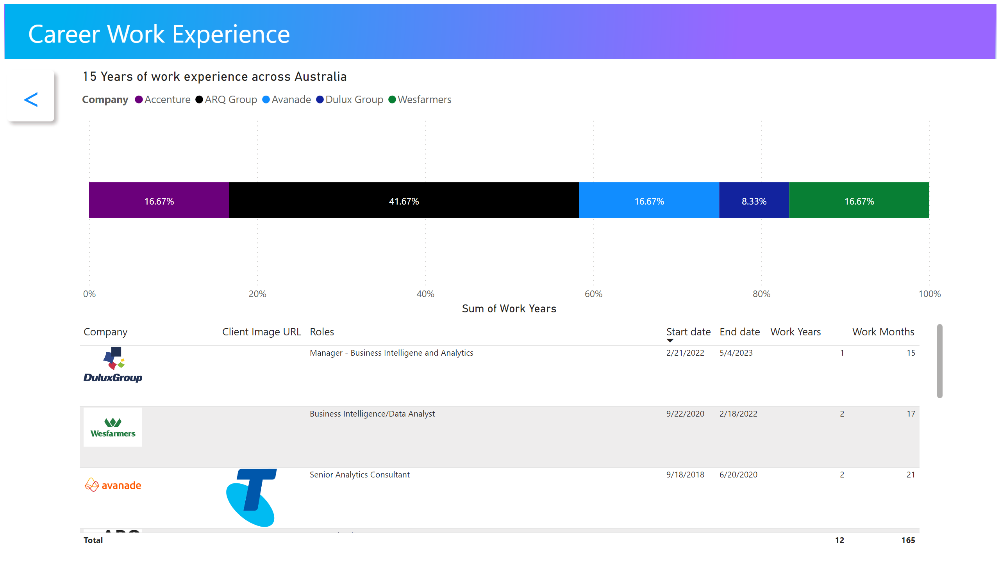 Career Work Experience
<
15 Years of work experience across Australia
Company Accenture ARQ Group Avanade Dulux Group Wesfarmers
16.67% 41.67% 16.67% 8.33% 16.67%
0% 20% 40% 60% 80% 100%
Sum of Work Years
Company Client Image URL Roles Start date End date Work Years Work Months
Manager - Business Intelligene and Analytics 2/21/2022 5/4/2023 1 15
DuluxGroup
Business Intelligence/Data Analyst 9/22/2020 2/18/2022 2 17
Wesfarmers
Senior Analytics Consultant 9/18/2018 6/20/2020 2 21
avanade
T
Total 12 165